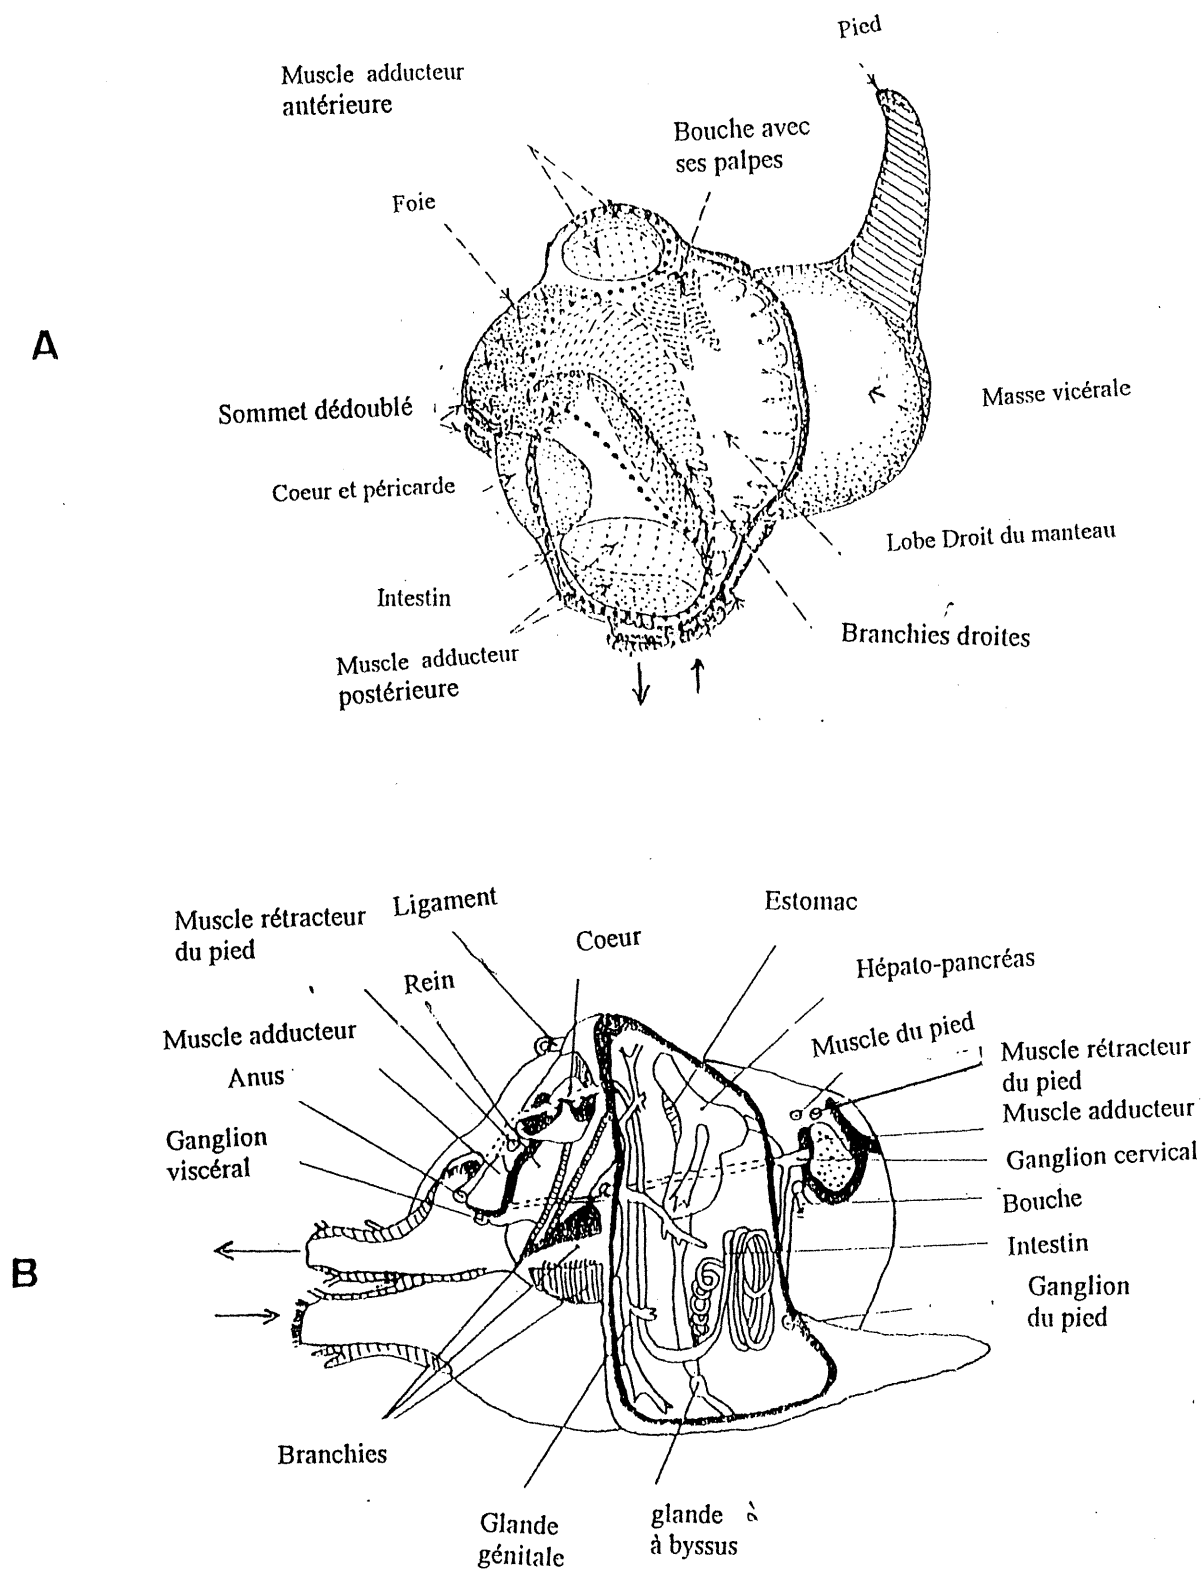 Pied
Muscle adducteur
antérieure
Bouche avec
ses palpes
Foie
A
Sommet dédoublé
Masse vicérale
Coeur et péricarde
Lobe Droit du manteau
Intestin
Branchies droites
Muscle adducteur
postérieure
Muscle rétracteur
du pied
Ligament
Estomac
Coeur
Hépato-pancréas
Rein
Muscle adducteur
Muscle du pied
Muscle rétracteur
du pied
Anus
Muscle adducteur
Ganglion
viscéral
Ganglion cervical
Bouche
B
Intestin
Ganglion
du pied
Branchies
Glande
génitale
glande à
à byssus